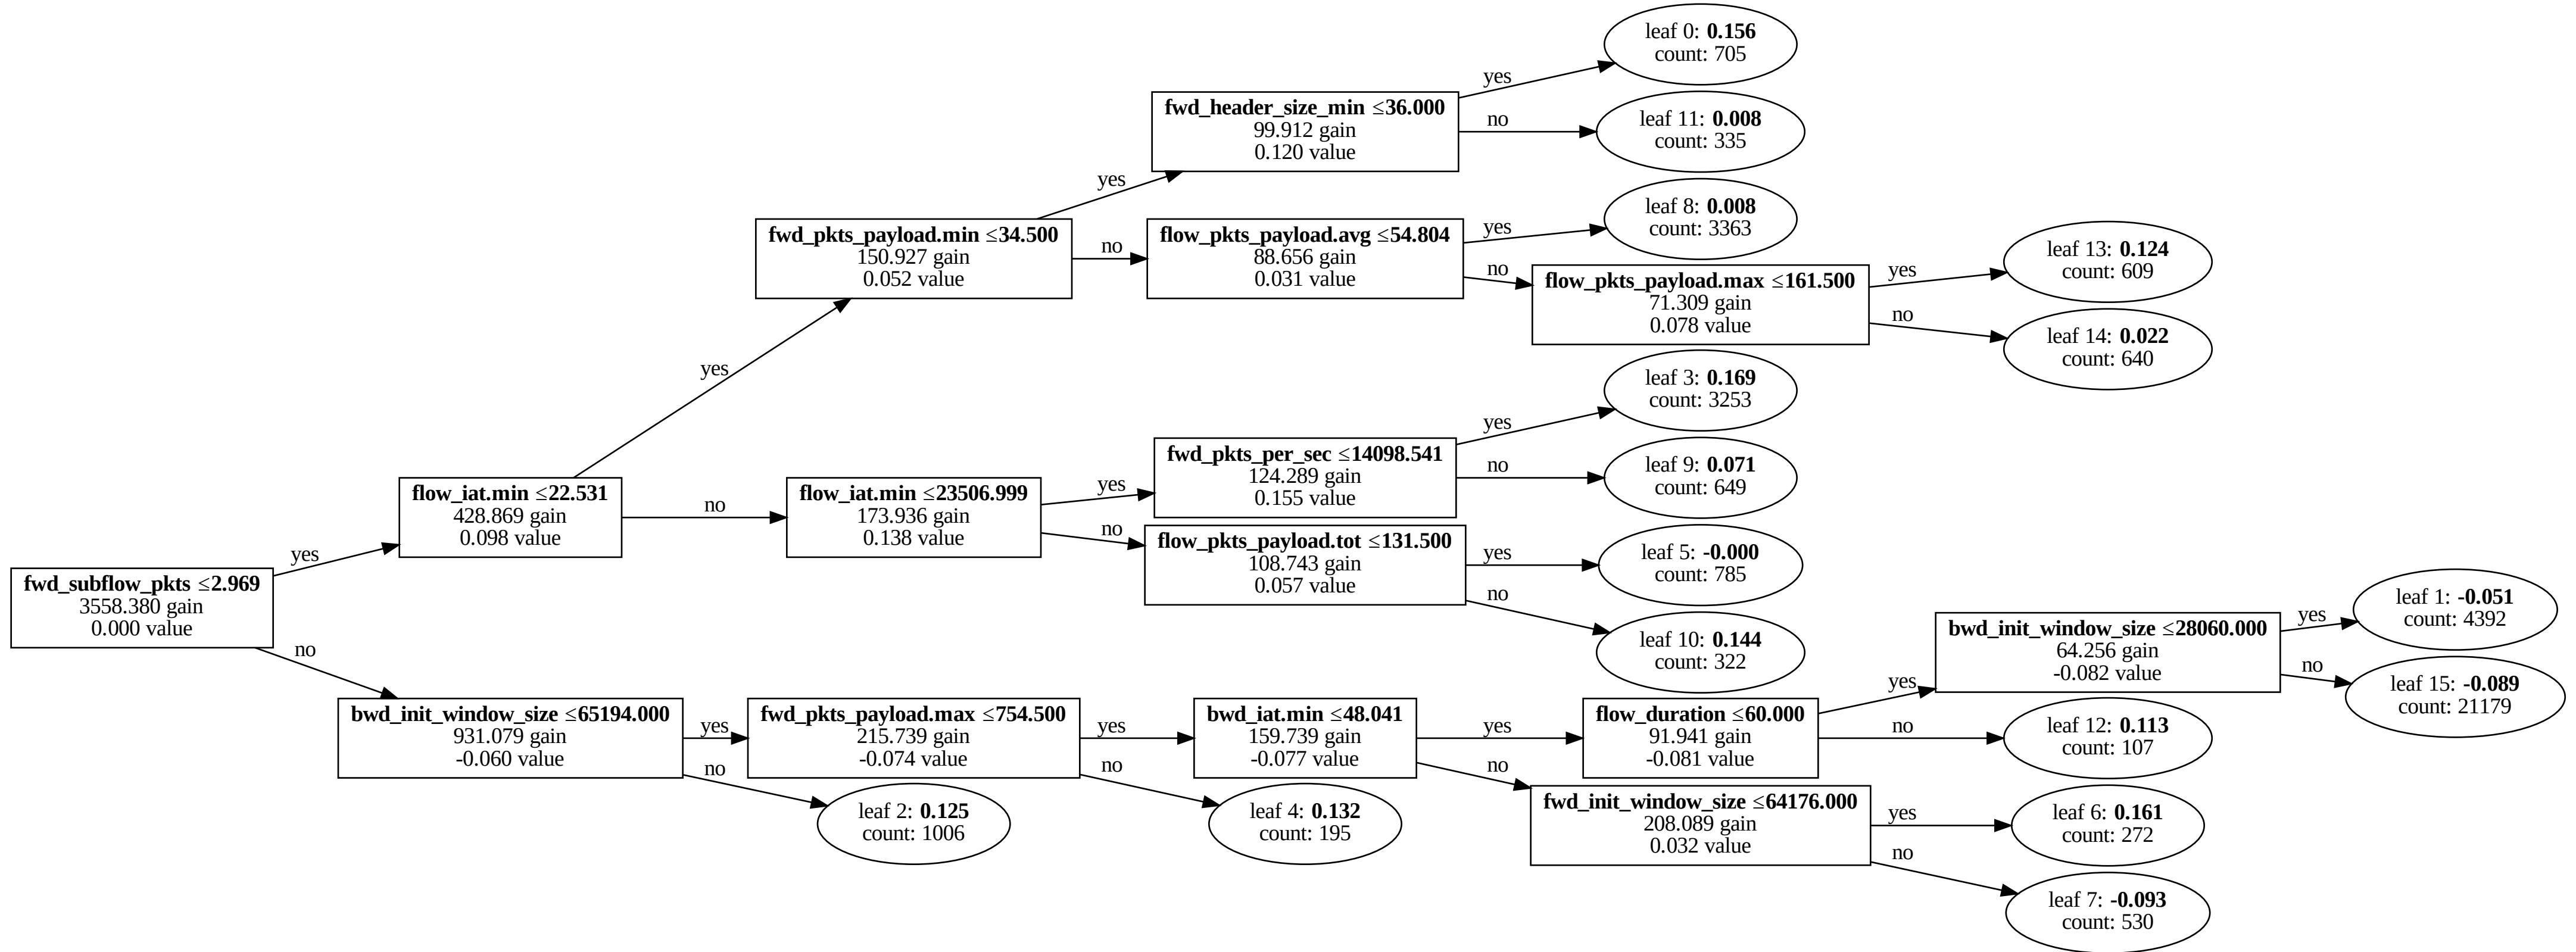 fwd_subflow_pkts ≤2.969
3558.380 gain
0.000 value
yes
no
flow_iat.min ≤22.531
428.869 gain
0.098 value
yes
no
fwd_pkts_payload.min ≤34.500
150.927 gain
0.052 value
yes
no
fwd_header_size_min ≤36.000
99.912 gain
0.120 value
yes
no
leaf 0: 0.156
count: 705
leaf 11: 0.008
count: 335
flow_pkts_payload.avg ≤54.804
88.656 gain
0.031 value
yes
no
leaf 8: 0.008
count: 3363
flow_pkts_payload.max ≤161.500
71.309 gain
0.078 value
yes
no
leaf 13: 0.124
count: 609
leaf 14: 0.022
count: 640
flow_iat.min ≤23506.999
173.936 gain
0.138 value
yes
no
fwd_pkts_per_sec ≤14098.541
124.289 gain
0.155 value
yes
no
leaf 3: 0.169
count: 3253
leaf 9: 0.071
count: 649
flow_pkts_payload.tot ≤131.500
108.743 gain
0.057 value
yes
no
leaf 5: -0.000
count: 785
leaf 10: 0.144
count: 322
bwd_init_window_size ≤65194.000
931.079 gain
-0.060 value
yes
no
fwd_pkts_payload.max ≤754.500
215.739 gain
-0.074 value
yes
no
leaf 2: 0.125
count: 1006
bwd_iat.min ≤48.041
159.739 gain
-0.077 value
yes
no
leaf 4: 0.132
count: 195
flow_duration ≤60.000
91.941 gain
-0.081 value
yes
no
bwd_init_window_size ≤28060.000
64.256 gain
-0.082 value
yes
no
leaf 1: -0.051
count: 4392
leaf 15: -0.089
count: 21179
leaf 12: 0.113
count: 107
fwd_init_window_size ≤64176.000
208.089 gain
0.032 value
yes
no
leaf 6: 0.161
count: 272
leaf 7: -0.093
count: 530